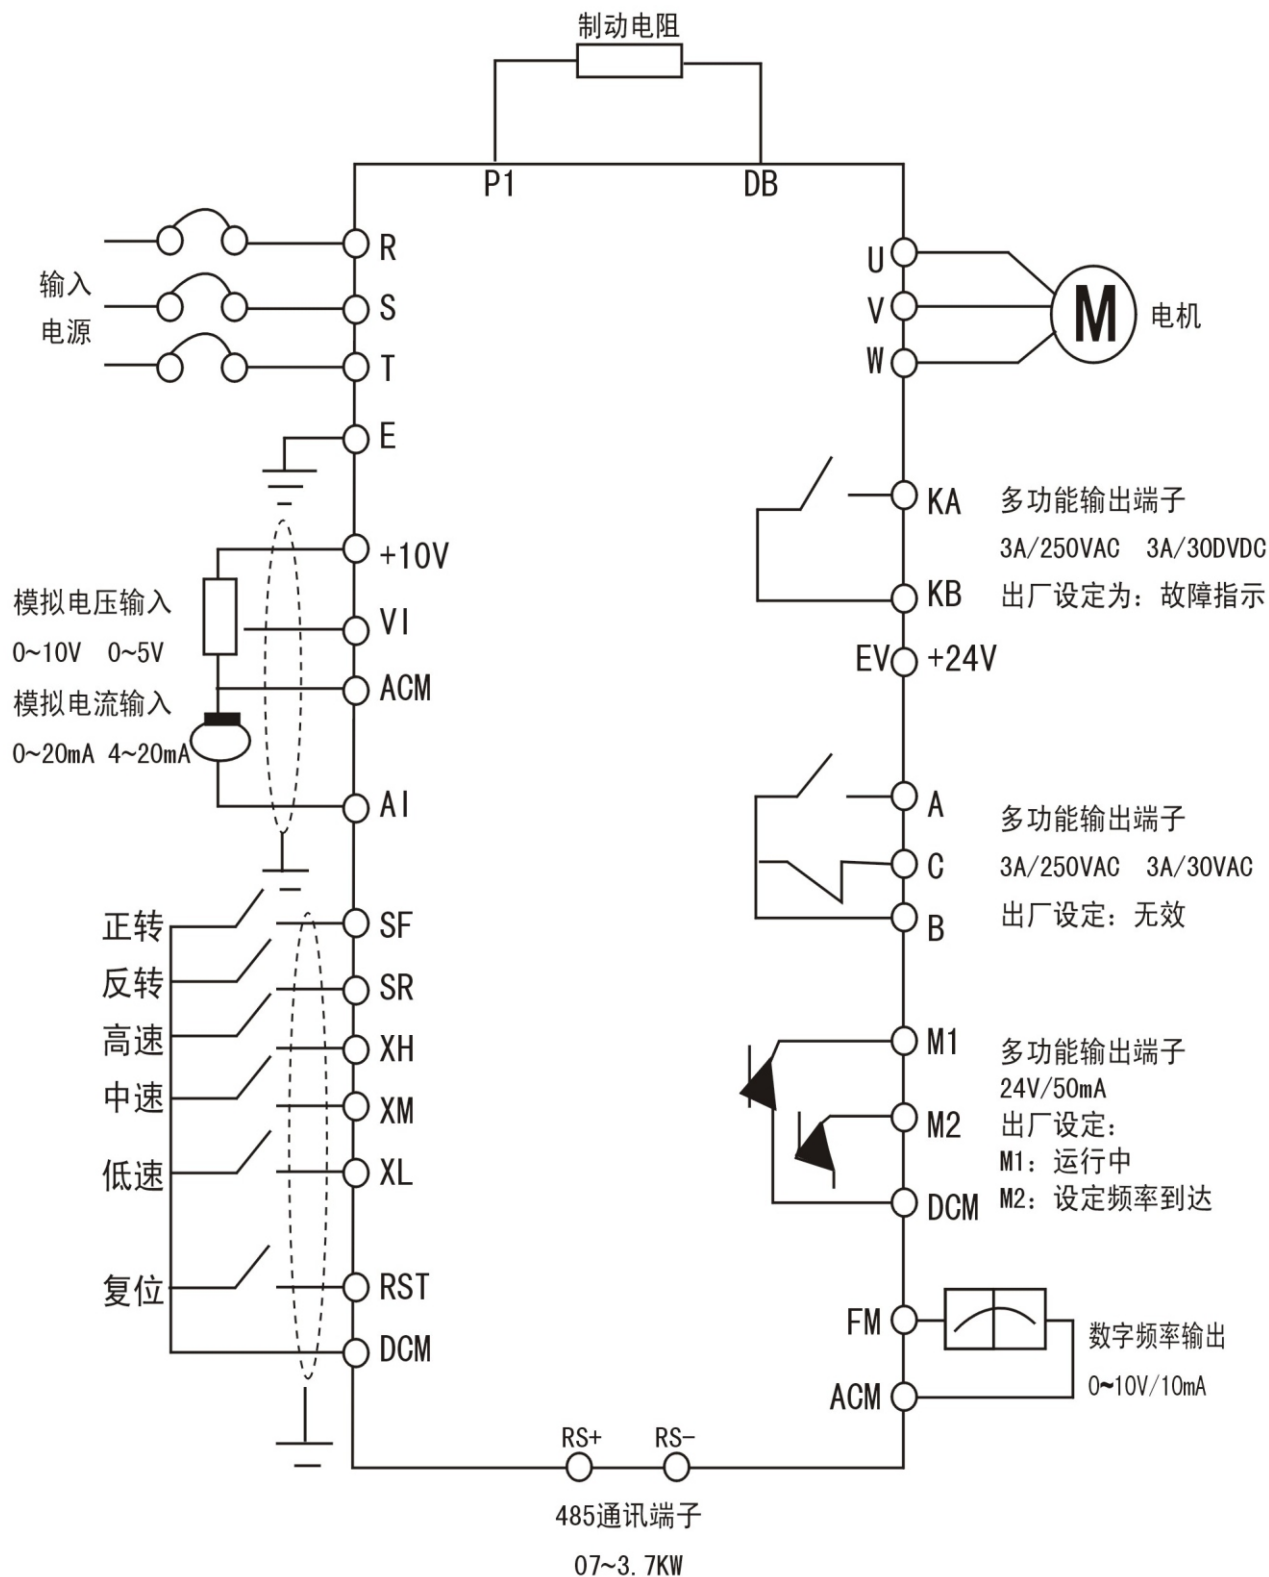 制动电阻
P1
DB
R
输入
S
电源
T
E
+10V
模拟电压输入
VI
0~10V 0~5V
ACM
模拟电流输入
0~20mA 4~20mA
AI
正转
SF
反转
SR
高速
XH
中速
XM
低速
XL
复位
RST
DCM
U
V
M
电机
W
KA
多功能输出端子
3A/250VAC 3A/30DVDC
KB
出厂设定为：故障指示
EV
+24V
A
多功能输出端子
C
3A/250VAC 3A/30VAC
B
出厂设定：无效
M1
多功能输出端子
24V/50mA
M2
出厂设定：
M1：运行中
DCM
M2：设定频率到达
FM
数字频率输出
0~10V/10mA
ACM
RS+
RS-
485通讯端子
07~3.7KW